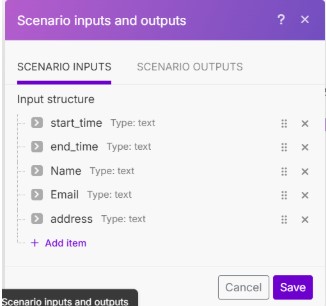 Scenario inputs and outputs ? ×
SCENARIO INPUTS SCENARIO OUTPUTS
Input structure
start_time Type: text
end_time Type: text
Name Type: text
Email Type: text
address Type: text
+ Add item
Cancel Save
Scenario inputs and outputs